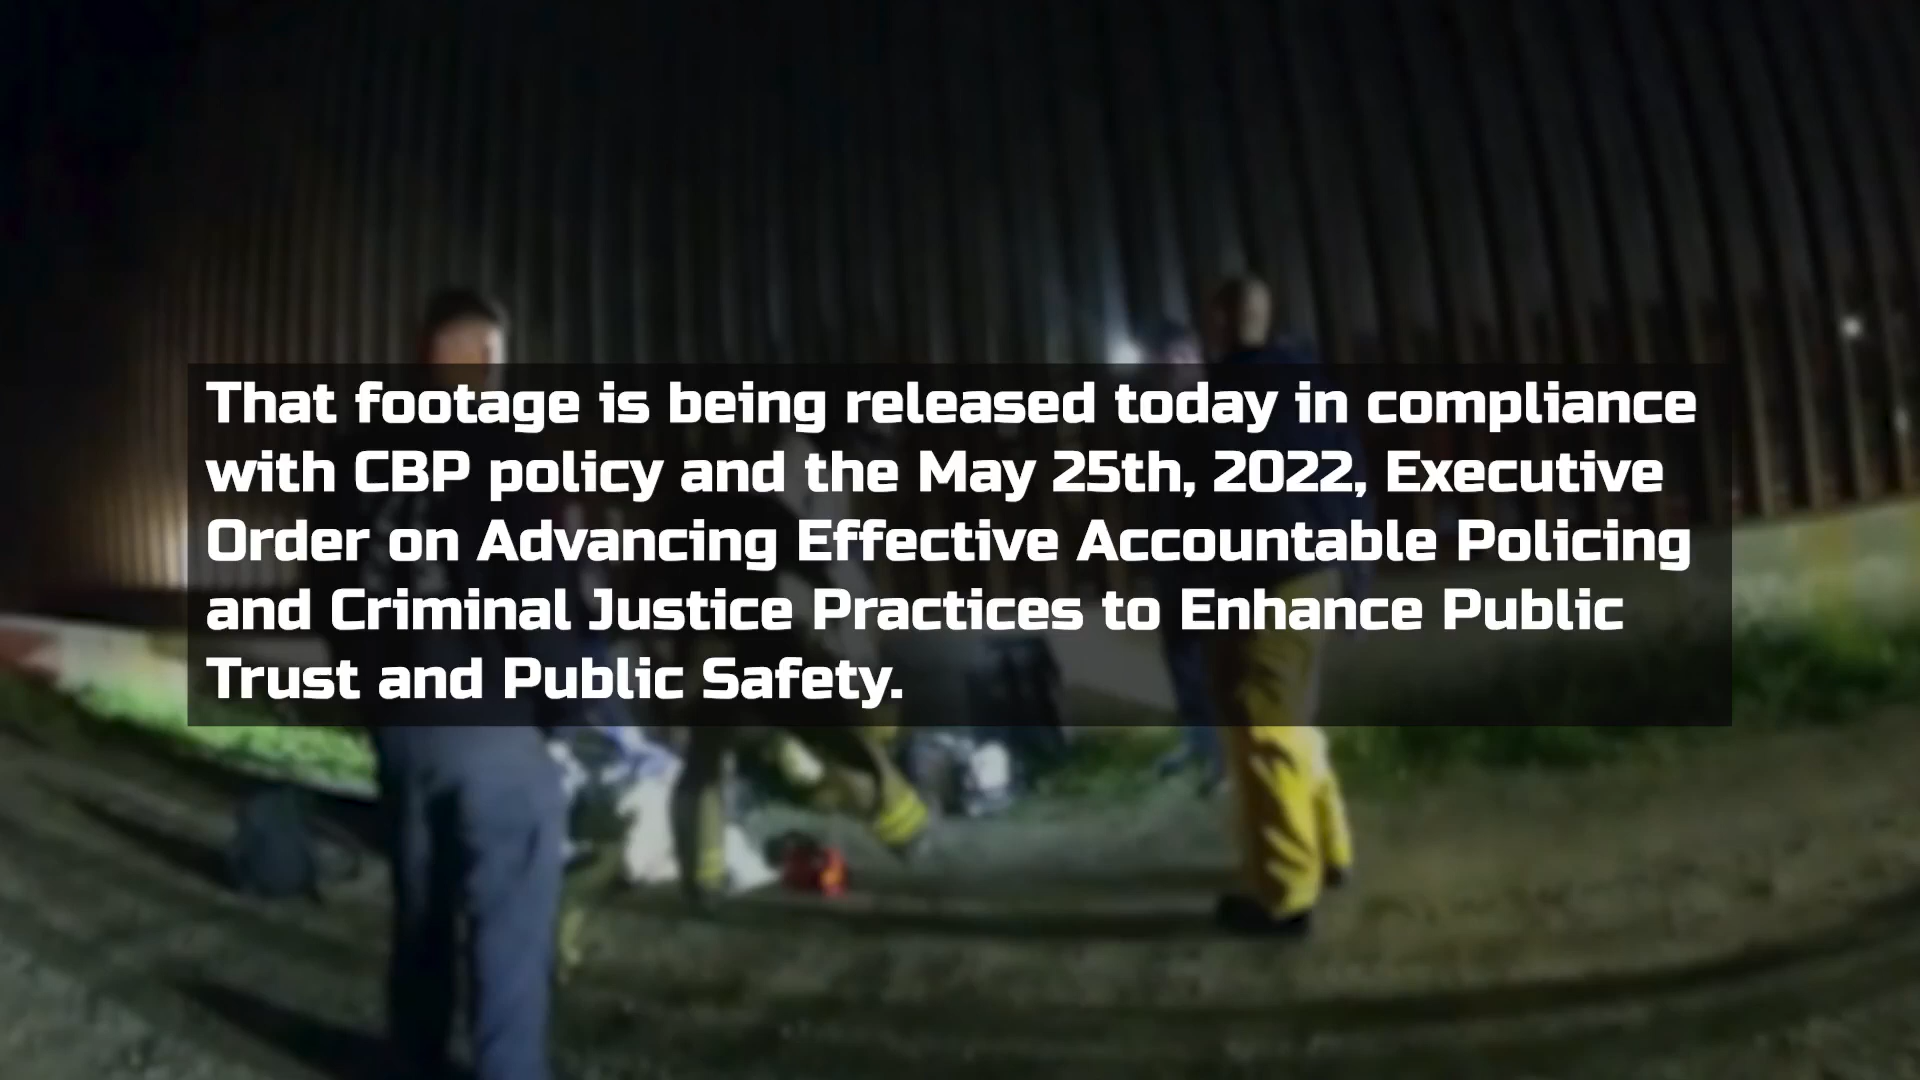 That footage is being released today in compliance
with CBP policy and the May 25th, 2022, Executive
Order on Advancing Effective Accountable Policing
and Criminal Justice Practices to Enhance Public
Trust and Public Safety.